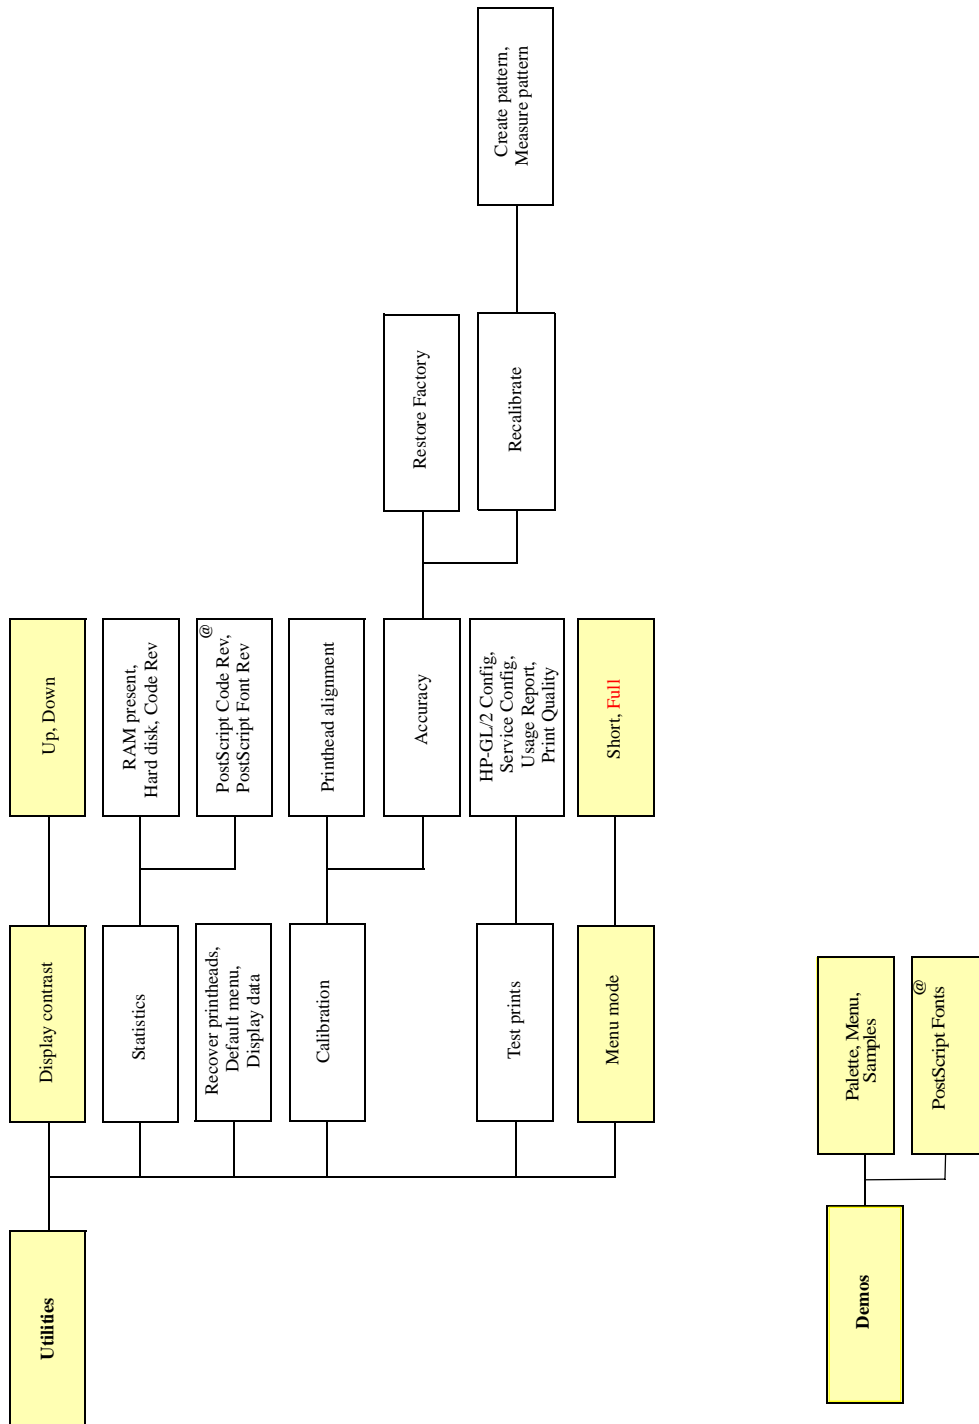 Utilities
Display contrast
Up, Down
Statistics
RAM present,
Hard disk, Code Rev
@
PostScript Code Rev,
PostScript Font Rev
Recover printheads,
Default menu,
Display data
Calibration
Printhead alignment
Accuracy
Restore Factory
Recalibrate
Create pattern,
Measure pattern
Test prints
HP-GL/2 Config,
Service Config,
Usage Report,
Print Quality
Menu mode
Short, Full
Demos
Palette, Menu,
Samples
@
PostScript Fonts